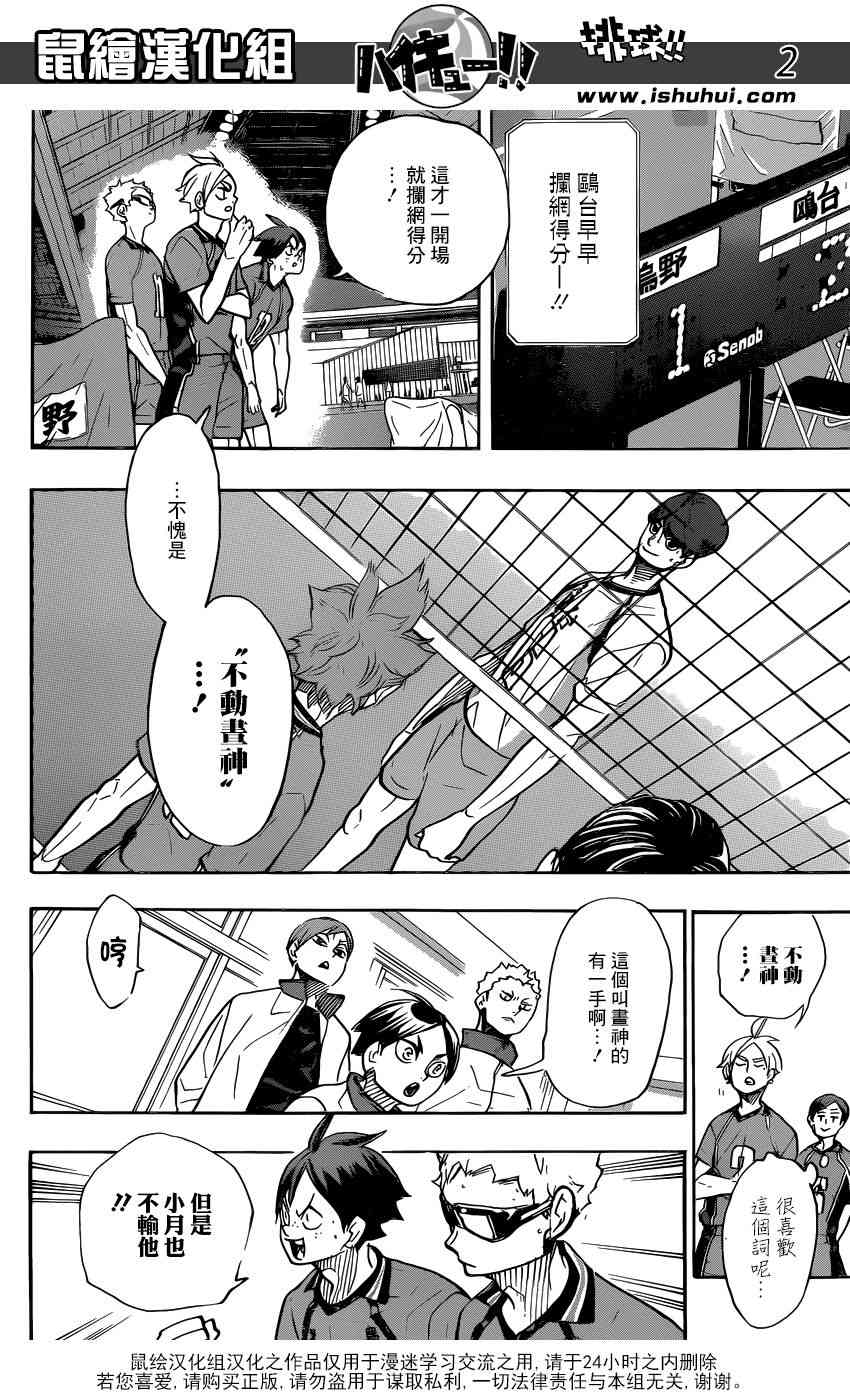 鼠繪漢化組
ハイキュー!!
排球!!
2
www.ishuhui.com
鷗台早早
攔網得分—!!
鷗台
烏野
1
2
Senob
這才一開場
就攔網得分
…!
野
…不愧是
"不動晝神"
…!
不動
晝神
…!
很喜歡
這個詞呢…
這個叫晝神的
有一手啊…!
哼
但是
小月也
不輸他
!!
鼠绘汉化组汉化之作品仅用于漫迷学习交流之用,请于24小时之内删除
若您喜爱,请购买正版,请勿盗用于谋取私利,一切法律责任与本组无关,谢谢。